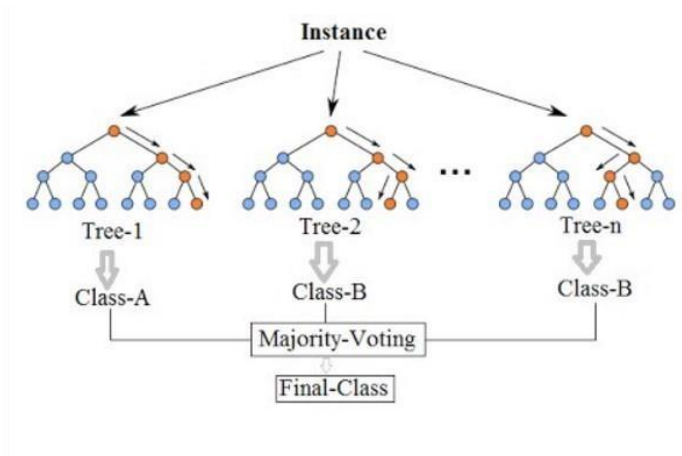 Instance
...
Tree-1
Tree-2
Tree-n
Class-A
Class-B
Class-B
Majority-Voting
Final-Class